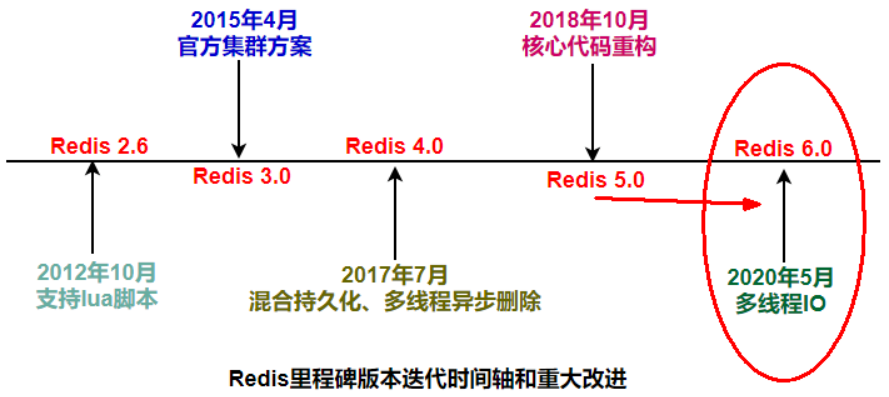 2015年4月
官方集群方案
2018年10月
核心代码重构
Redis 2.6
Redis 4.0
Redis 6.0
Redis 3.0
Redis 5.0
2012年10月
支持lua脚本
2017年7月
混合持久化、多线程异步删除
2020年5月
多线程IO
Redis里程碑版本迭代时间轴和重大改进